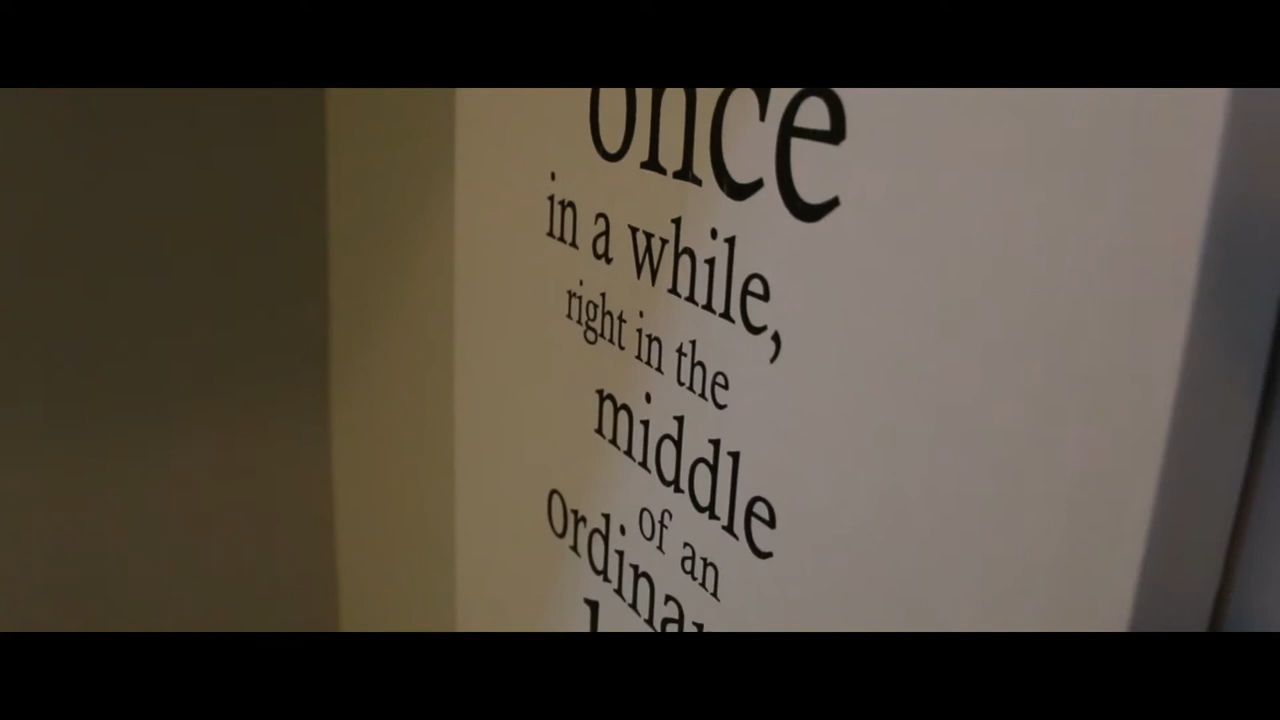 once
in a while,
right in the
middle
of an